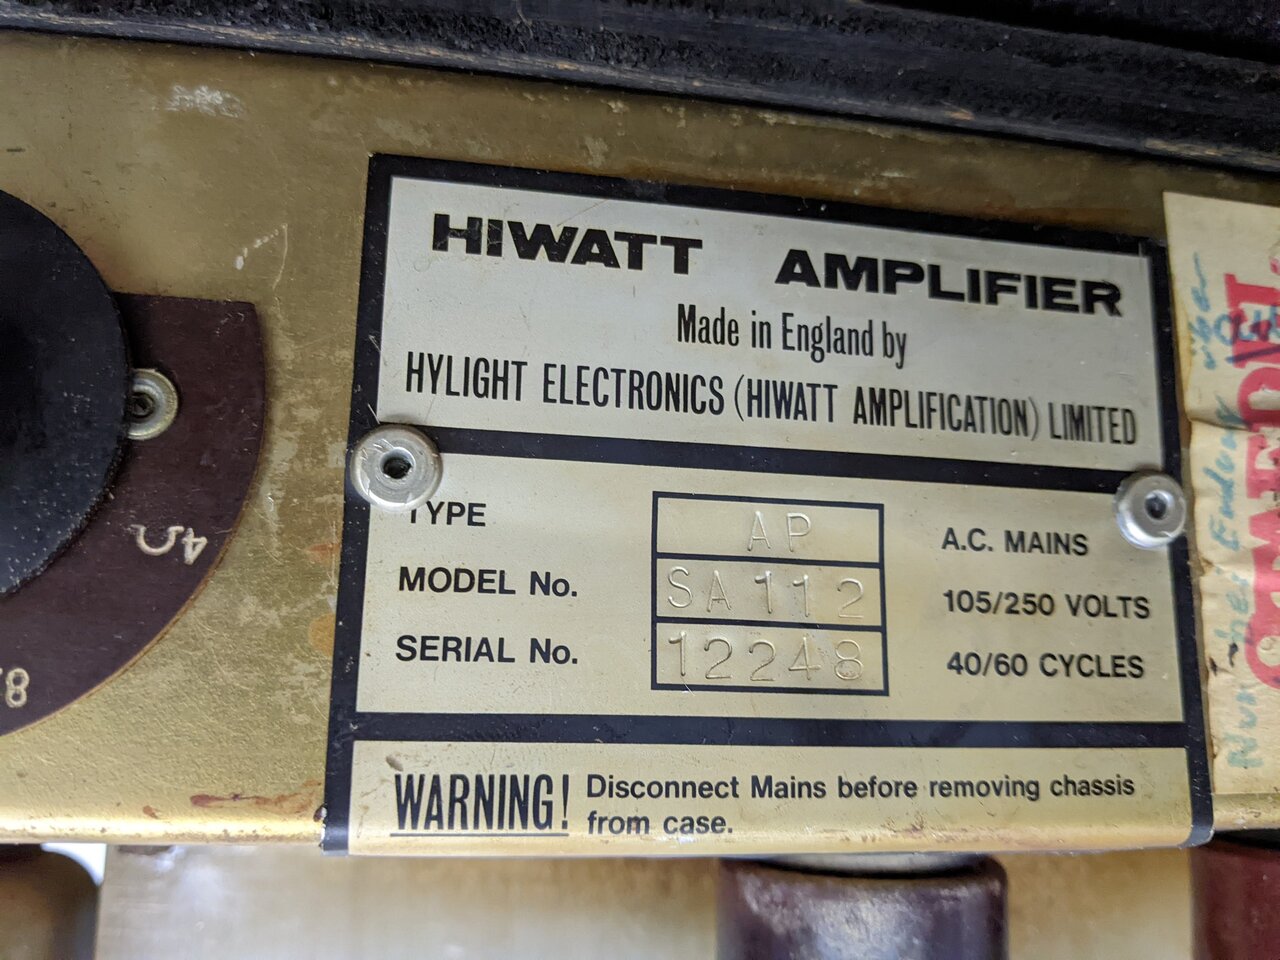 HIWATT AMPLIFIER
Made in England by
HYLIGHT ELECTRONICS (HIWATT AMPLIFICATION) LIMITED
TYPE AP A.C. MAINS
MODEL No. SA112 105/250 VOLTS
SERIAL No. 12248 40/60 CYCLES
WARNING! Disconnect Mains before removing chassis
from case.
4Ω
8